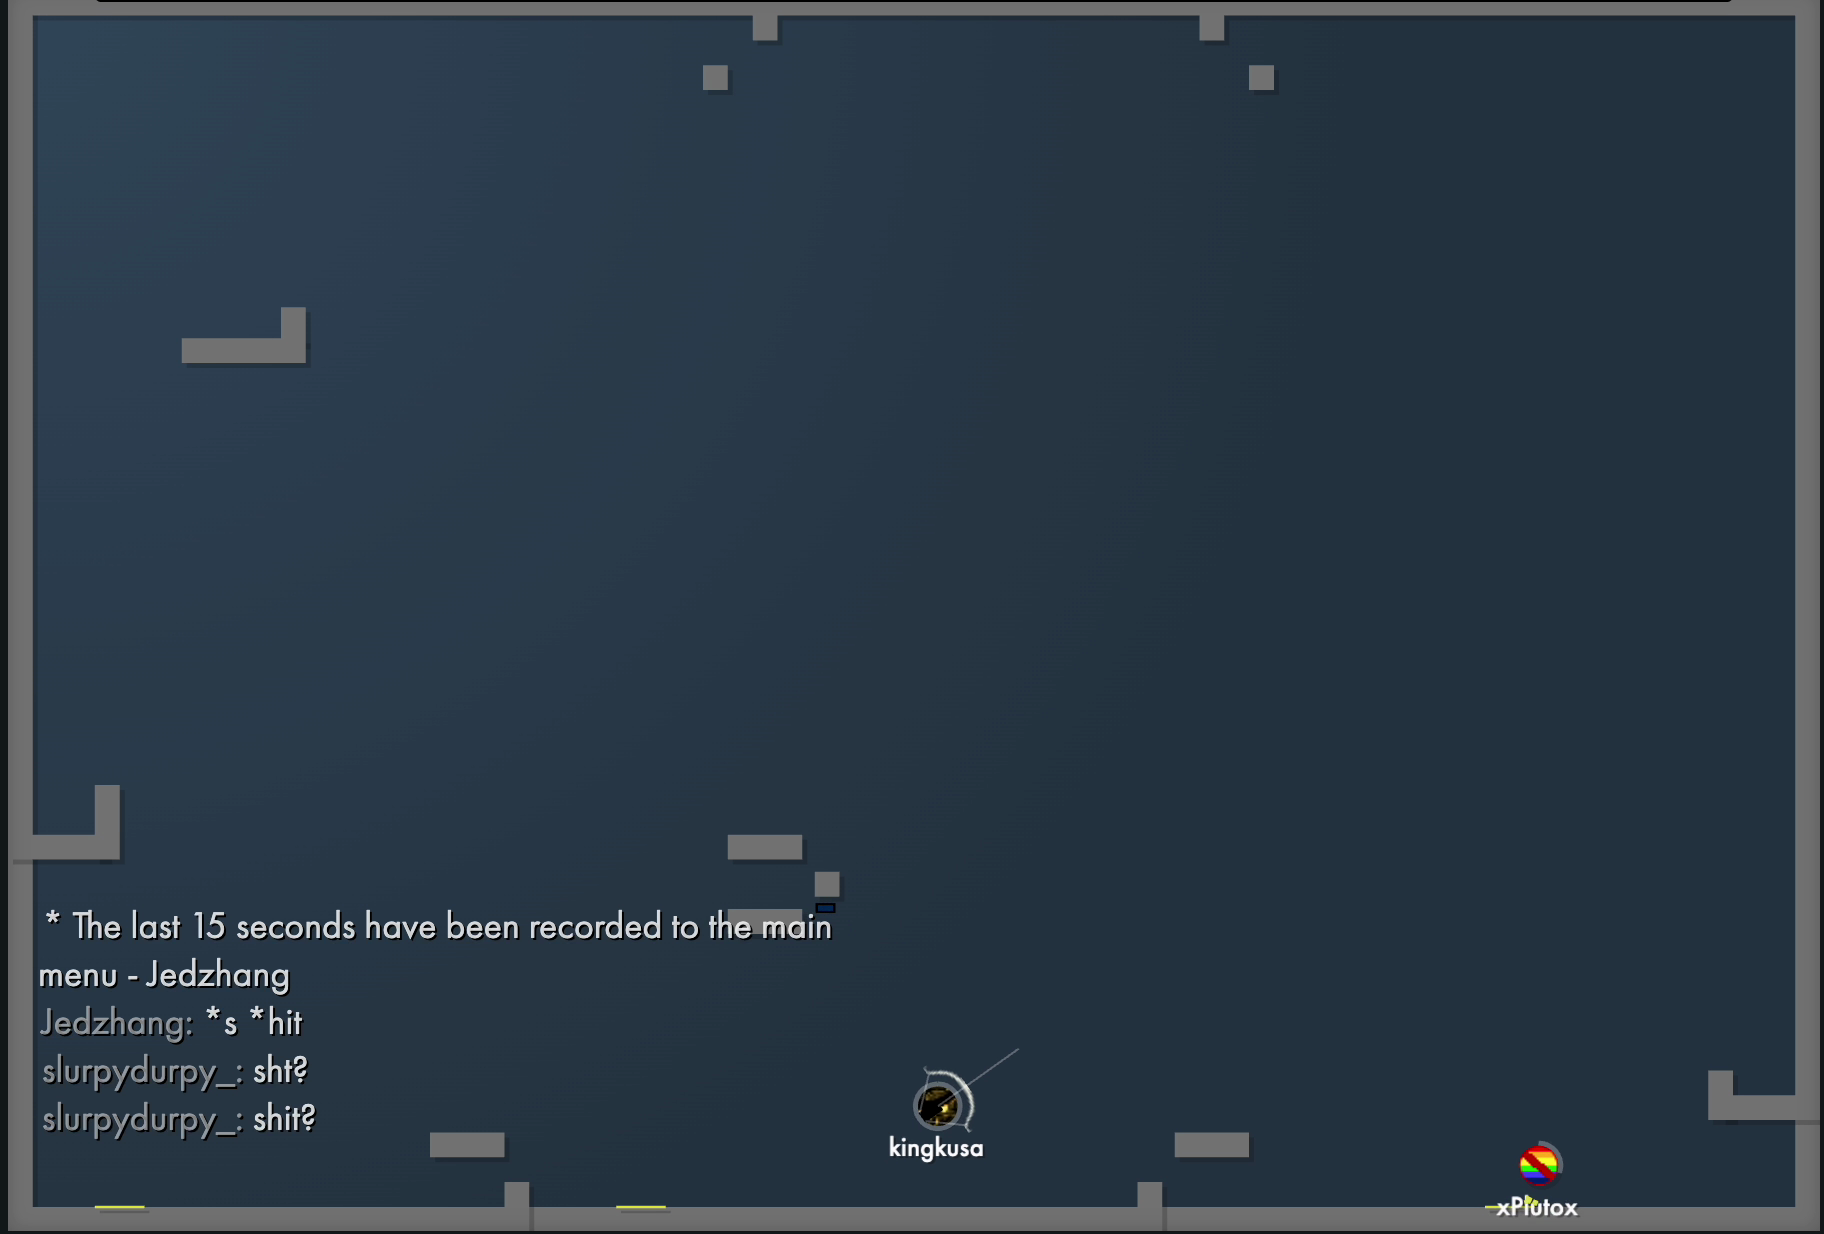 * The last 15 seconds have been recorded to the main
menu - Jedzhang
Jedzhang: *s *hit
slurpydurpy_: sht?
slurpydurpy_: shit?
kingkusa
xPlutox